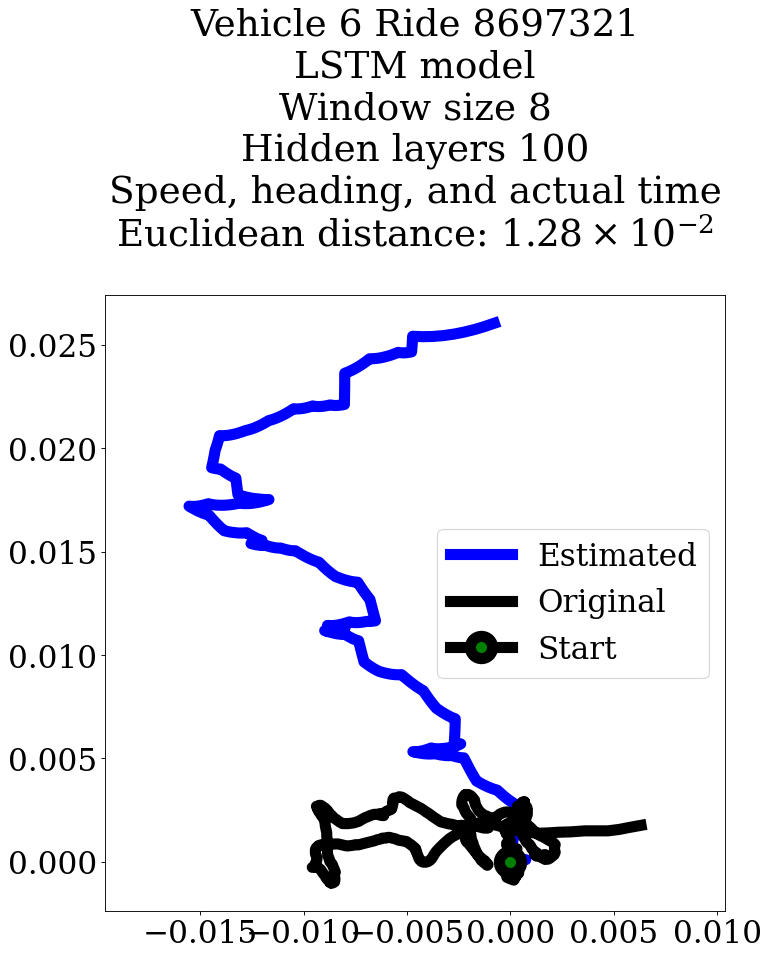 Vehicle 6 Ride 8697321
LSTM model
Window size 8
Hidden layers 100
Speed, heading, and actual time
Euclidean distance: 1.28 × 10⁻²
0.025
0.020
0.015
0.010
0.005
0.000
Estimated
Original
Start
−0.015 −0.010 −0.005 0.000 0.005 0.010